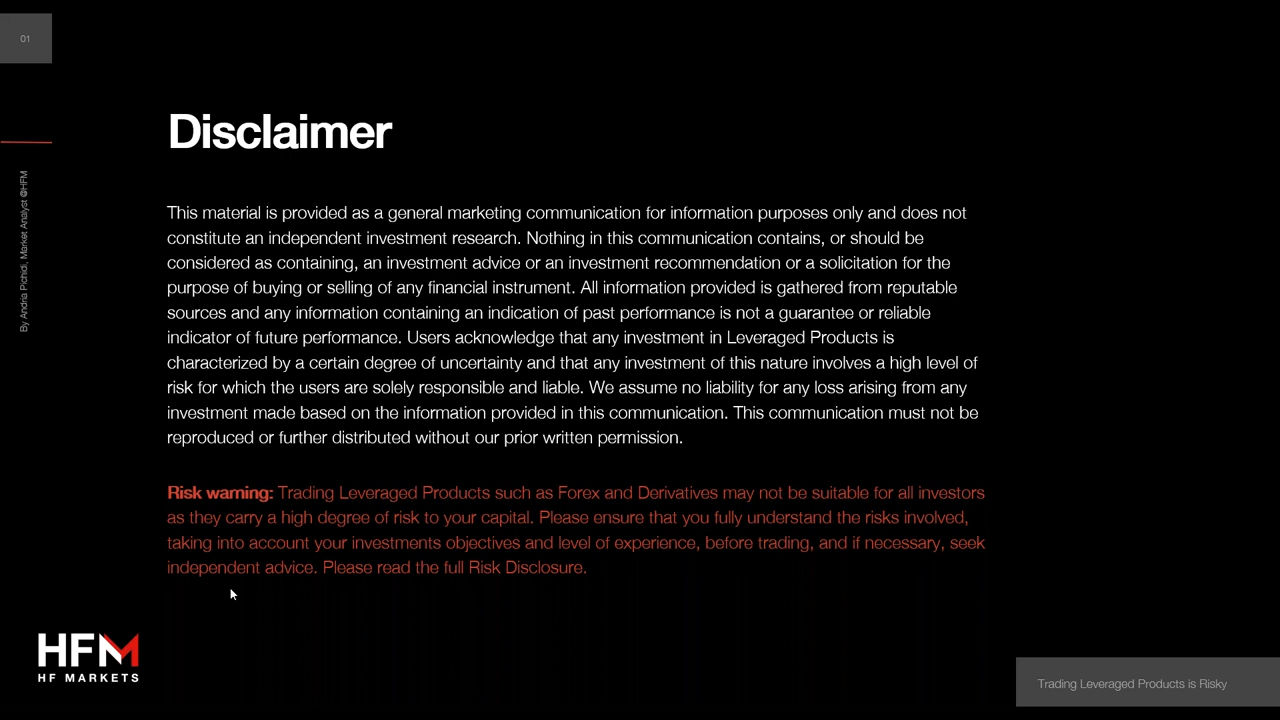 01
By Andria Pichidi, Market Analyst @HFM
Disclaimer
This material is provided as a general marketing communication for information purposes only and does not
constitute an independent investment research. Nothing in this communication contains, or should be
considered as containing, an investment advice or an investment recommendation or a solicitation for the
purpose of buying or selling of any financial instrument. All information provided is gathered from reputable
sources and any information containing an indication of past performance is not a guarantee or reliable
indicator of future performance. Users acknowledge that any investment in Leveraged Products is
characterized by a certain degree of uncertainty and that any investment of this nature involves a high level of
risk for which the users are solely responsible and liable. We assume no liability for any loss arising from any
investment made based on the information provided in this communication. This communication must not be
reproduced or further distributed without our prior written permission.
Risk warning: Trading Leveraged Products such as Forex and Derivatives may not be suitable for all investors
as they carry a high degree of risk to your capital. Please ensure that you fully understand the risks involved,
taking into account your investments objectives and level of experience, before trading, and if necessary, seek
independent advice. Please read the full Risk Disclosure.
HFM
HF MARKETS
Trading Leveraged Products is Risky